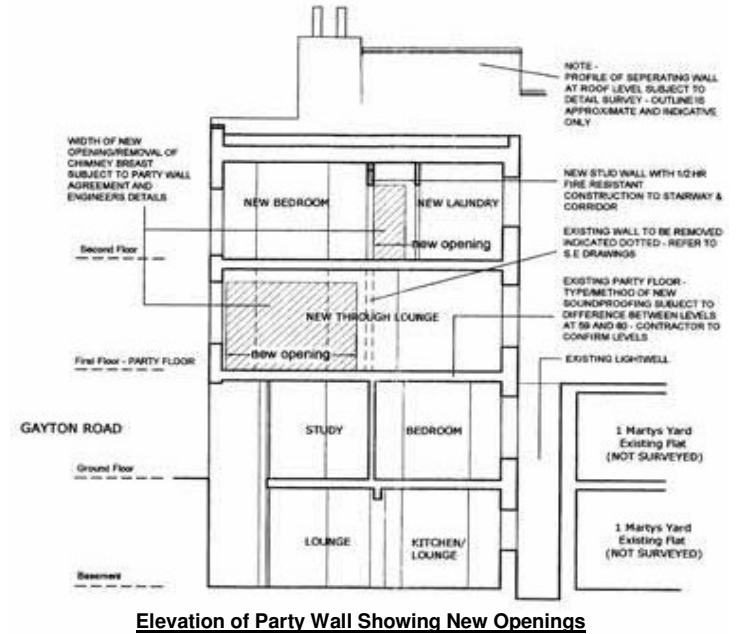 NOTE -
PROFILE OF SEPERATING WALL
AT ROOF LEVEL SUBJECT TO
DETAIL SURVEY - OUTLINE IS
APPROXIMATE AND INDICATIVE
ONLY
WIDTH OF NEW
OPENING/REMOVAL OF
CHIMNEY BREAST
SUBJECT TO PARTY WALL
AGREEMENT AND
ENGINEERS DETAILS
NEW STUD WALL WITH 1/2 HR
FIRE RESISTANT
CONSTRUCTION TO STAIRWAY &
CORRIDOR
NEW BEDROOM
NEW LAUNDRY
new opening
Second Floor
EXISTING WALL TO BE REMOVED
INDICATED DOTTED - REFER TO
S.E DRAWINGS
EXISTING PARTY FLOOR -
TYPE/METHOD OF NEW
SOUNDPROOFING SUBJECT TO
DIFFERENCE BETWEEN LEVELS
AT 59 AND 60 - CONTRACTOR TO
CONFIRM LEVELS
NEW THROUGH LOUNGE
new opening
First Floor - PARTY FLOOR
EXISTING LIGHTWELL
GAYTON ROAD
STUDY
BEDROOM
1 Martys Yard
Existing Flat
(NOT SURVEYED)
Ground Floor
LOUNGE
KITCHEN/
LOUNGE
1 Martys Yard
Existing Flat
(NOT SURVEYED)
Basement
Elevation of Party Wall Showing New Openings